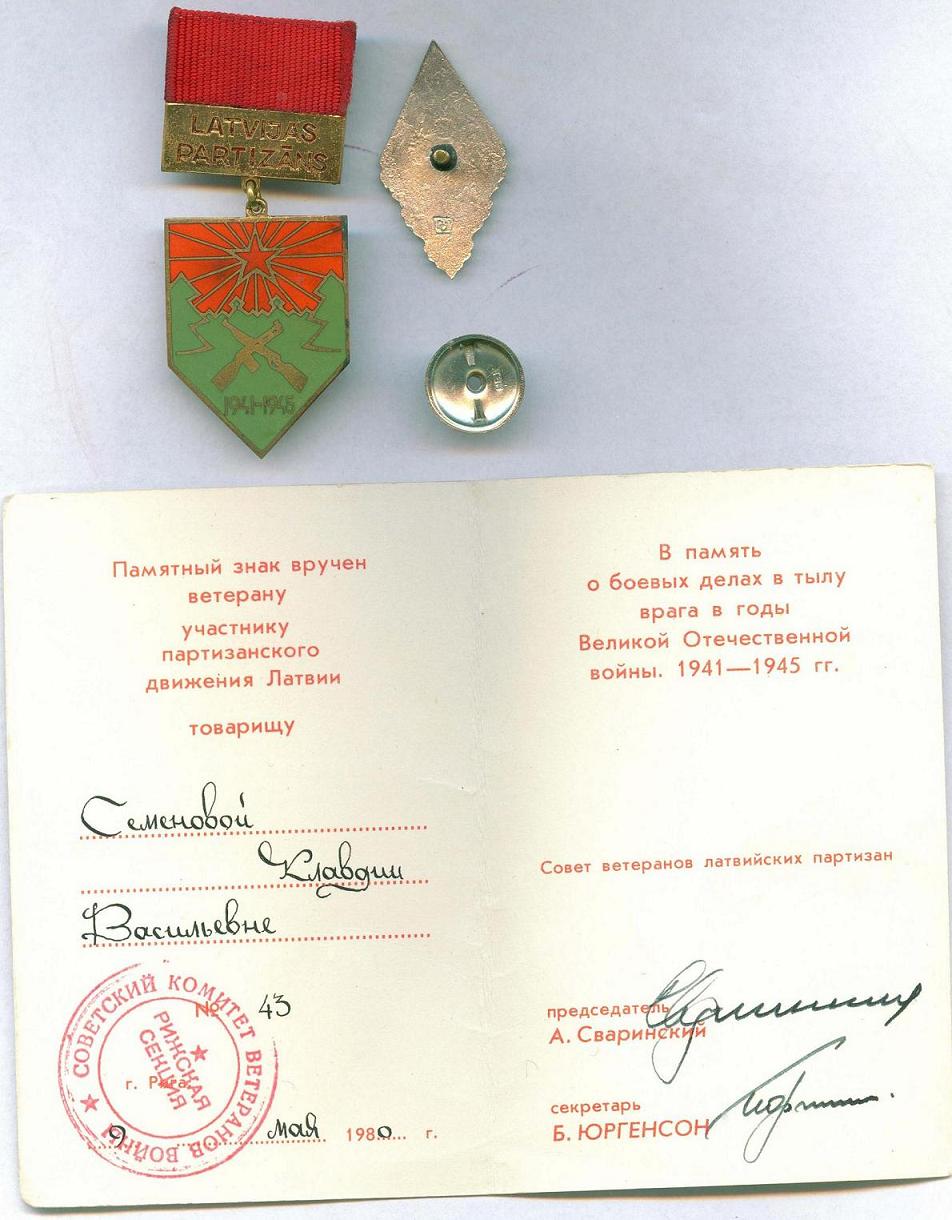 LATVIJAS
PARTIZĀNS
1941-1945
Памятный знак вручен
ветерану
участнику
партизанского
движения Латвии
товарищу
Семеновой
Клавдии
Васильевне
№ 43
СОВЕТСКИЙ КОМИТЕТ ВЕТЕРАНОВ ВОЙНЫ
РИЖСКАЯ
СЕКЦИЯ
г. Рига
9 мая 1980 г.
В память
о боевых делах в тылу
врага в годы
Великой Отечественной
войны. 1941—1945 гг.
Совет ветеранов латвийских партизан
председатель
А. Сваринский
секретарь
Б. ЮРГЕНСОН